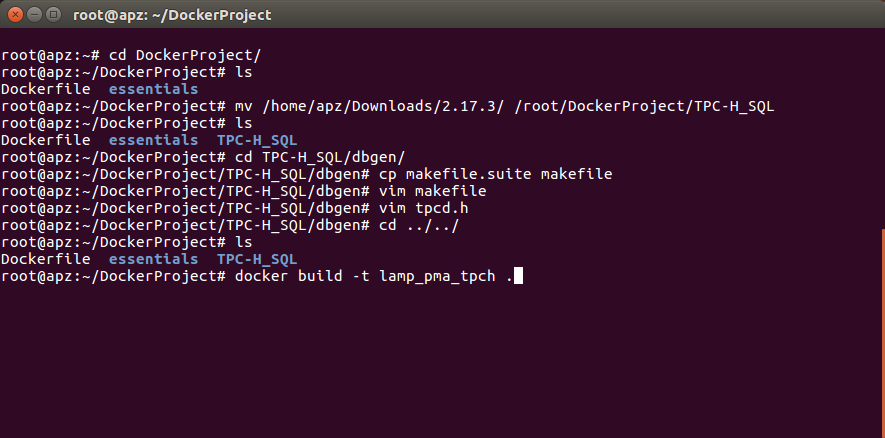 root@apz: ~/DockerProject
root@apz:~# cd DockerProject/
root@apz:~/DockerProject# ls
Dockerfile  essentials
root@apz:~/DockerProject# mv /home/apz/Downloads/2.17.3/ /root/DockerProject/TPC-H_SQL
root@apz:~/DockerProject# ls
Dockerfile  essentials  TPC-H_SQL
root@apz:~/DockerProject# cd TPC-H_SQL/dbgen/
root@apz:~/DockerProject/TPC-H_SQL/dbgen# cp makefile.suite makefile
root@apz:~/DockerProject/TPC-H_SQL/dbgen# vim makefile
root@apz:~/DockerProject/TPC-H_SQL/dbgen# vim tpcd.h
root@apz:~/DockerProject/TPC-H_SQL/dbgen# cd ../../
root@apz:~/DockerProject# ls
Dockerfile  essentials  TPC-H_SQL
root@apz:~/DockerProject# docker build -t lamp_pma_tpch .